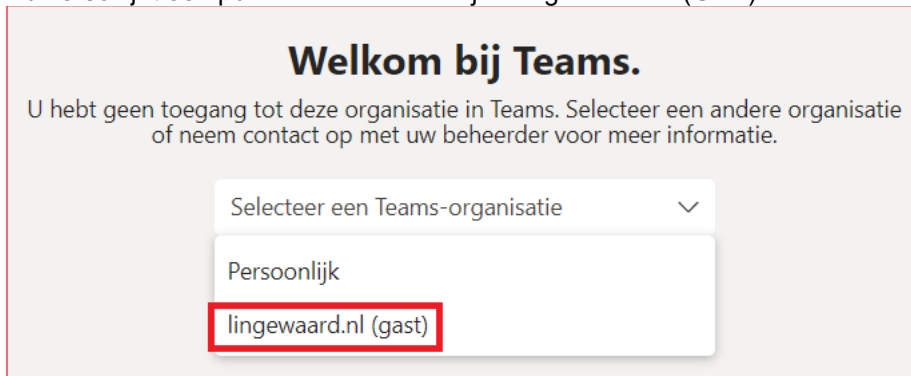 Welkom bij Teams.
U hebt geen toegang tot deze organisatie in Teams. Selecteer een andere organisatie
of neem contact op met uw beheerder voor meer informatie.
Selecteer een Teams-organisatie
Persoonlijk
lingewaard.nl (gast)